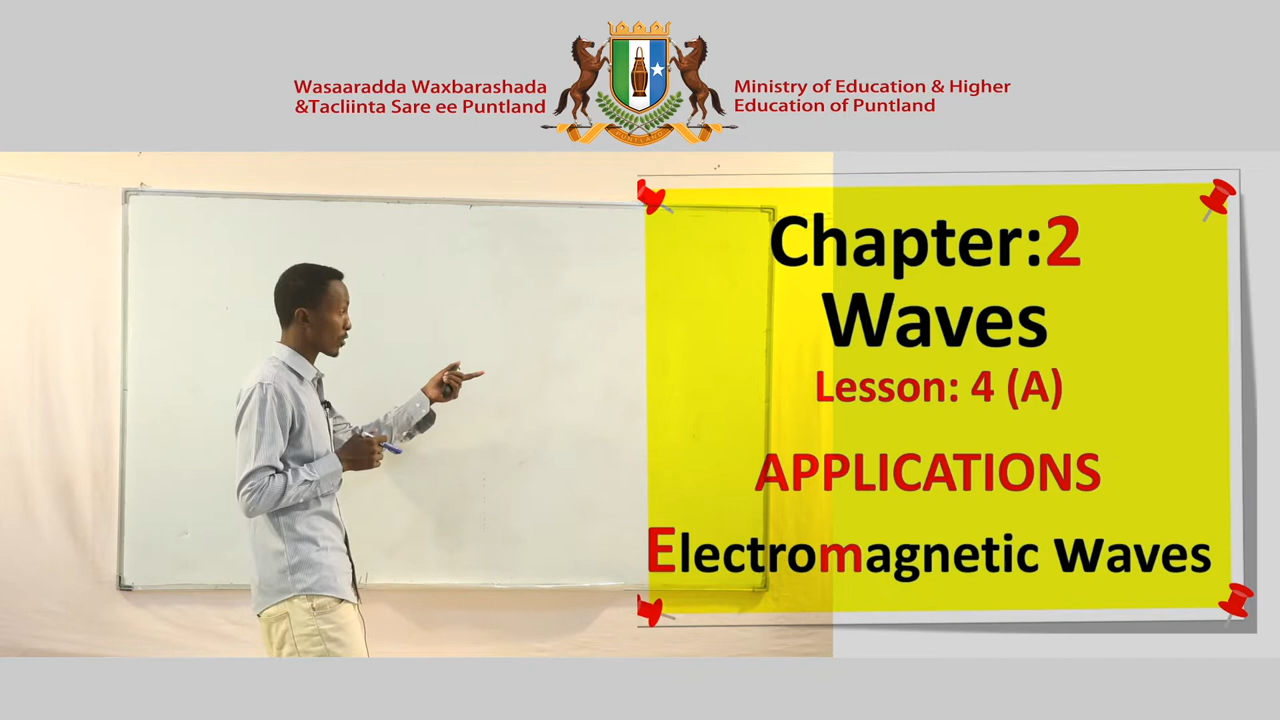 Wasaaradda Waxbarashada
&Tacliinta Sare ee Puntland
Ministry of Education & Higher
Education of Puntland
Chapter:2
Waves
Lesson: 4 (A)
APPLICATIONS
Electromagnetic Waves